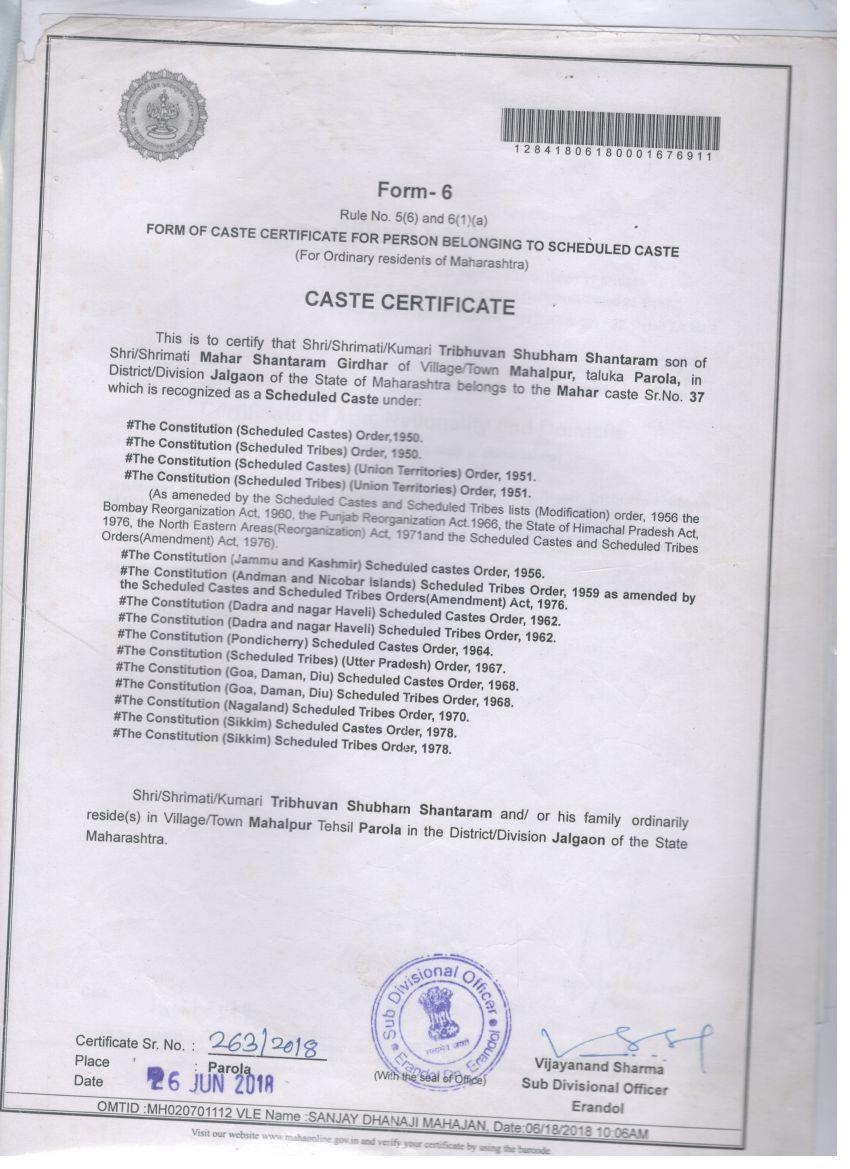 12841806180001676911
Form- 6
Rule No. 5(6) and 6(1)(a)
FORM OF CASTE CERTIFICATE FOR PERSON BELONGING TO SCHEDULED CASTE
(For Ordinary residents of Maharashtra)
CASTE CERTIFICATE
This is to certify that Shri/Shrimati/Kumari Tribhuvan Shubham Shantaram son of
Shri/Shrimati Mahar Shantaram Girdhar of Village/Town Mahalpur, taluka Parola, in
District/Division Jalgaon of the State of Maharashtra belongs to the Mahar caste Sr.No. 37
which is recognized as a Scheduled Caste under:
#The Constitution (Scheduled Castes) Order,1950.
#The Constitution (Scheduled Tribes) Order, 1950.
#The Constitution (Scheduled Castes) (Union Territories) Order, 1951.
#The Constitution (Scheduled Tribes) (Union Territories) Order, 1951.
(As ameneded by the Scheduled Castes and Scheduled Tribes lists (Modification) order, 1956 the
Bombay Reorganization Act, 1960, the Punjab Reorganization Act.1966, the State of Himachal Pradesh Act,
1976, the North Eastern Areas(Reorganization) Act, 1971and the Scheduled Castes and Scheduled Tribes
Orders(Amendment) Act, 1976).
#The Constitution (Jammu and Kashmir) Scheduled castes Order, 1956.
#The Constitution (Andman and Nicobar Islands) Scheduled Tribes Order, 1959 as amended by
the Scheduled Castes and Scheduled Tribes Orders(Amendment) Act, 1976.
#The Constitution (Dadra and nagar Haveli) Scheduled Castes Order, 1962.
#The Constitution (Dadra and nagar Haveli) Scheduled Tribes Order, 1962.
#The Constitution (Pondicherry) Scheduled Castes Order, 1964.
#The Constitution (Scheduled Tribes) (Utter Pradesh) Order, 1967.
#The Constitution (Goa, Daman, Diu) Scheduled Castes Order, 1968.
#The Constitution (Goa, Daman, Diu) Scheduled Tribes Order, 1968.
#The Constitution (Nagaland) Scheduled Tribes Order, 1970.
#The Constitution (Sikkim) Scheduled Castes Order, 1978.
#The Constitution (Sikkim) Scheduled Tribes Order, 1978.
Shri/Shrimati/Kumari Tribhuvan Shubham Shantaram and/ or his family ordinarily
reside(s) in Village/Town Mahalpur Tehsil Parola in the District/Division Jalgaon of the State
Maharashtra.
Sub Divisional Officer
सत्यमेव जयते
Erandol Dn. Erandol
Certificate Sr. No. : 263/2018
Place : Parola
Date 26 JUN 2018
(With the seal of Office)
Vijayanand Sharma
Sub Divisional Officer
Erandol
OMTID :MH020701112 VLE Name :SANJAY DHANAJI MAHAJAN, Date:06/18/2018 10:06AM
Visit our website www.mahaonline.gov.in and verify your certificate by using the barcode.